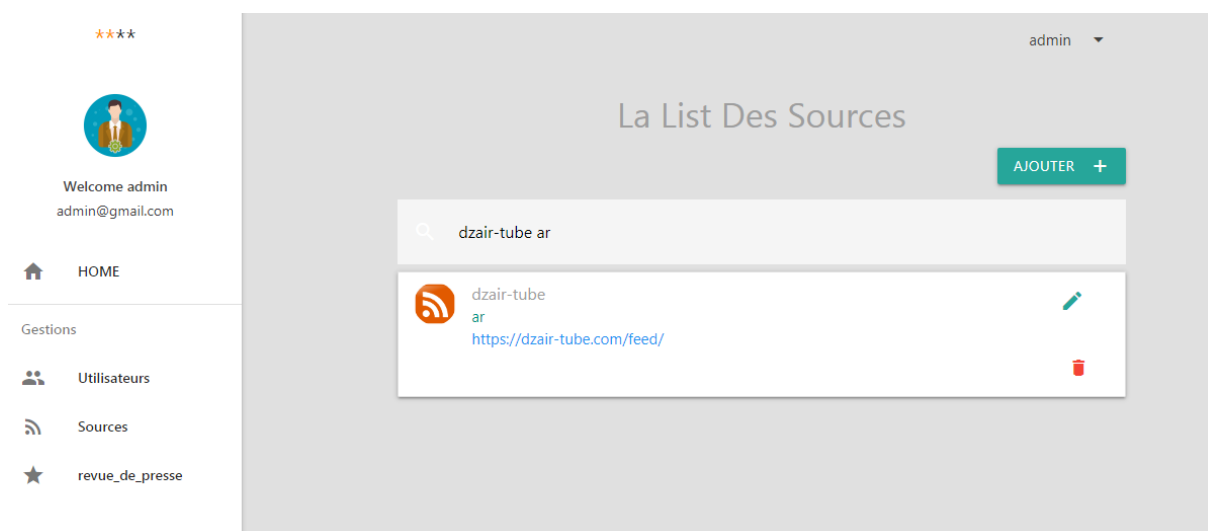 ****
Welcome admin
admin@gmail.com
HOME
Gestions
Utilisateurs
Sources
revue_de_presse
admin
La List Des Sources
AJOUTER +
dzair-tube ar
dzair-tube
ar
https://dzair-tube.com/feed/